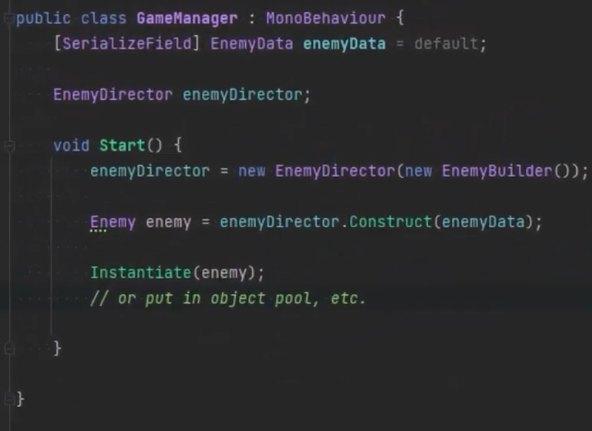 public class GameManager : MonoBehaviour {
[SerializeField] EnemyData enemyData = default;
EnemyDirector enemyDirector;
void Start() {
enemyDirector = new EnemyDirector(new EnemyBuilder());
Enemy enemy = enemyDirector.Construct(enemyData);
Instantiate(enemy);
// or put in object pool, etc.
}
}